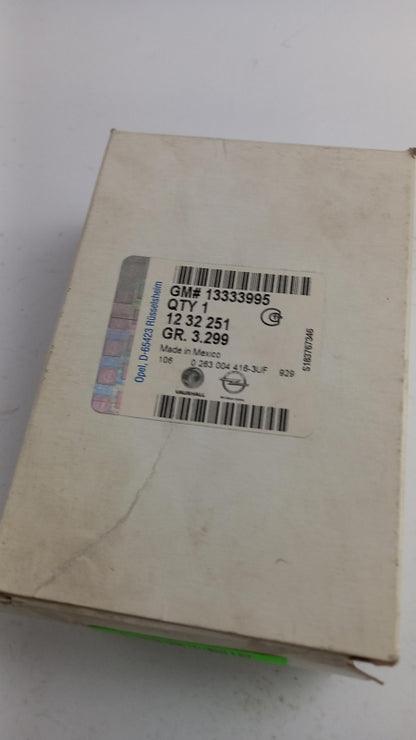 Opel, D-65423 Rüsselsheim
GM# 13333995
QTY 1
12 32 251
GR. 3.299
Made in Mexico
106 0 263 004 416-3UF 929
VAUXHALL